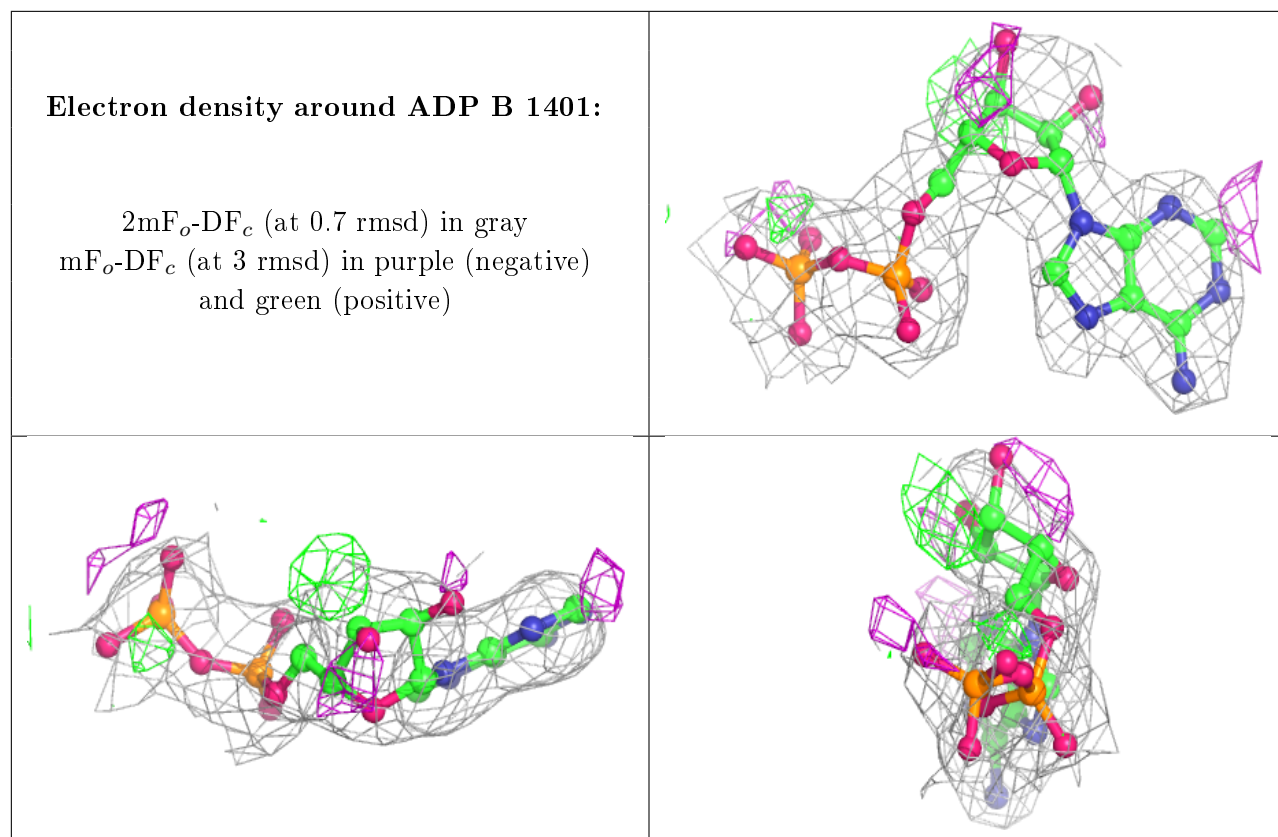 Electron density around ADP B 1401:
2mFo-DFc (at 0.7 rmsd) in gray
mFo-DFc (at 3 rmsd) in purple (negative)
and green (positive)